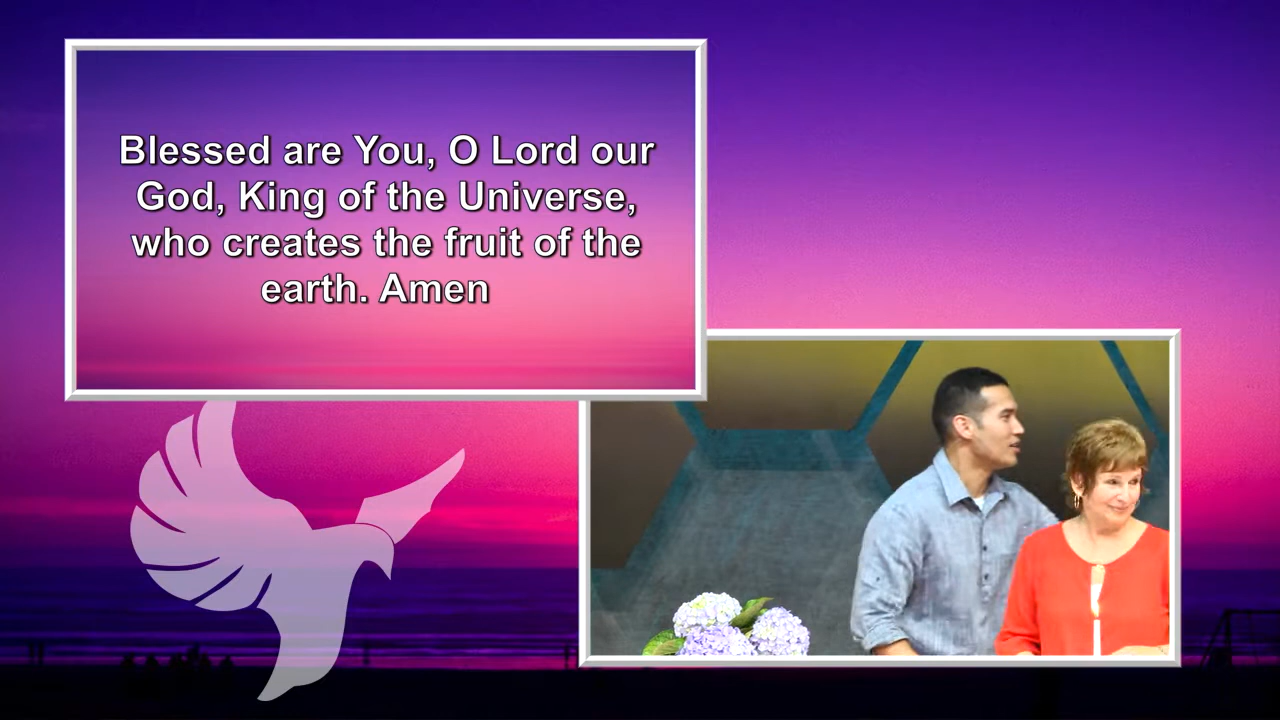 Blessed are You, O Lord our
God, King of the Universe,
who creates the fruit of the
earth. Amen